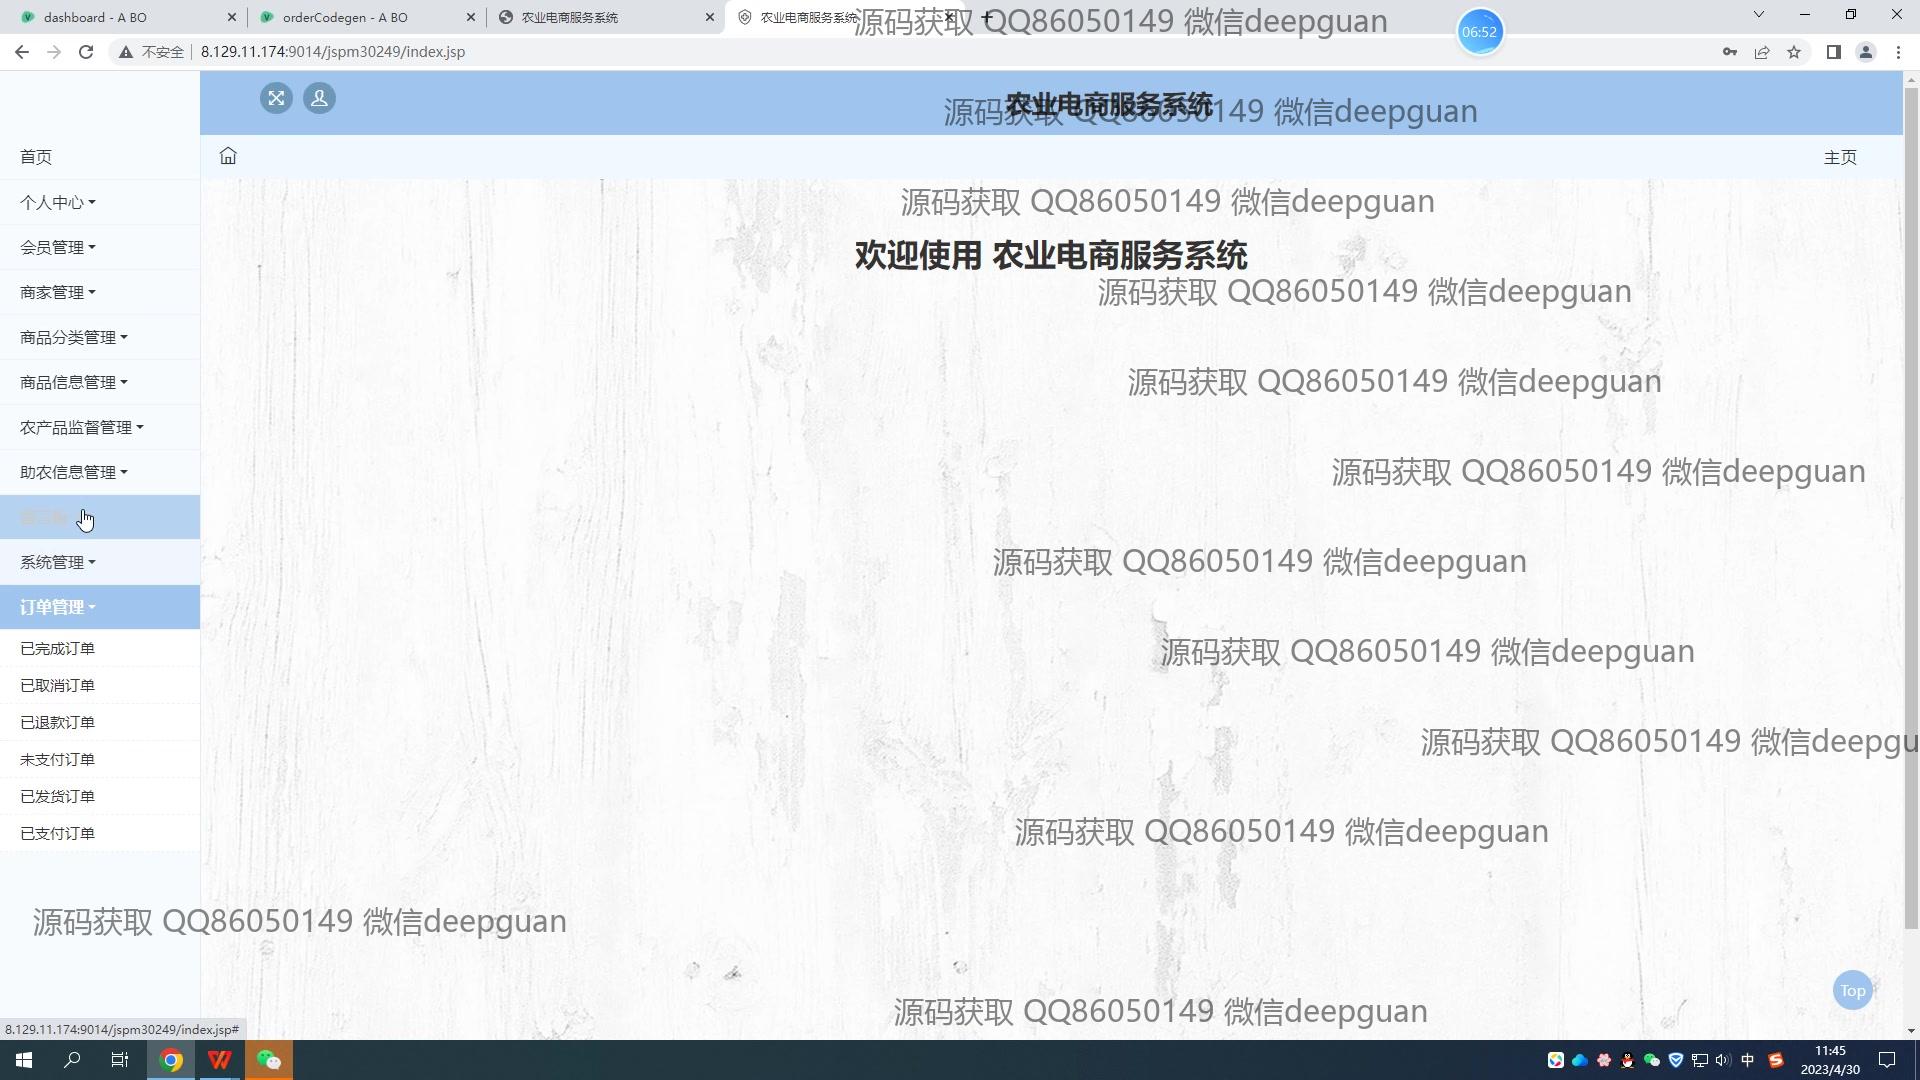 dashboard - A BO
orderCodegen - A BO
农业电商服务系统
农业电商服务系统
源码获取 QQ86050149 微信deepguan
06:52
不安全
8.129.11.174:9014/jspm30249/index.jsp
农业电商服务系统
源码获取 QQ86050149 微信deepguan
首页
主页
个人中心
源码获取 QQ86050149 微信deepguan
会员管理
欢迎使用 农业电商服务系统
商家管理
源码获取 QQ86050149 微信deepguan
商品分类管理
商品信息管理
源码获取 QQ86050149 微信deepguan
农产品监督管理
助农信息管理
源码获取 QQ86050149 微信deepguan
系统管理
源码获取 QQ86050149 微信deepguan
订单管理
已完成订单
源码获取 QQ86050149 微信deepguan
已取消订单
已退款订单
源码获取 QQ86050149 微信deepgu
未支付订单
已发货订单
已支付订单
源码获取 QQ86050149 微信deepguan
源码获取 QQ86050149 微信deepguan
Top
源码获取 QQ86050149 微信deepguan
8.129.11.174:9014/jspm30249/index.jsp#
中
11:45
2023/4/30